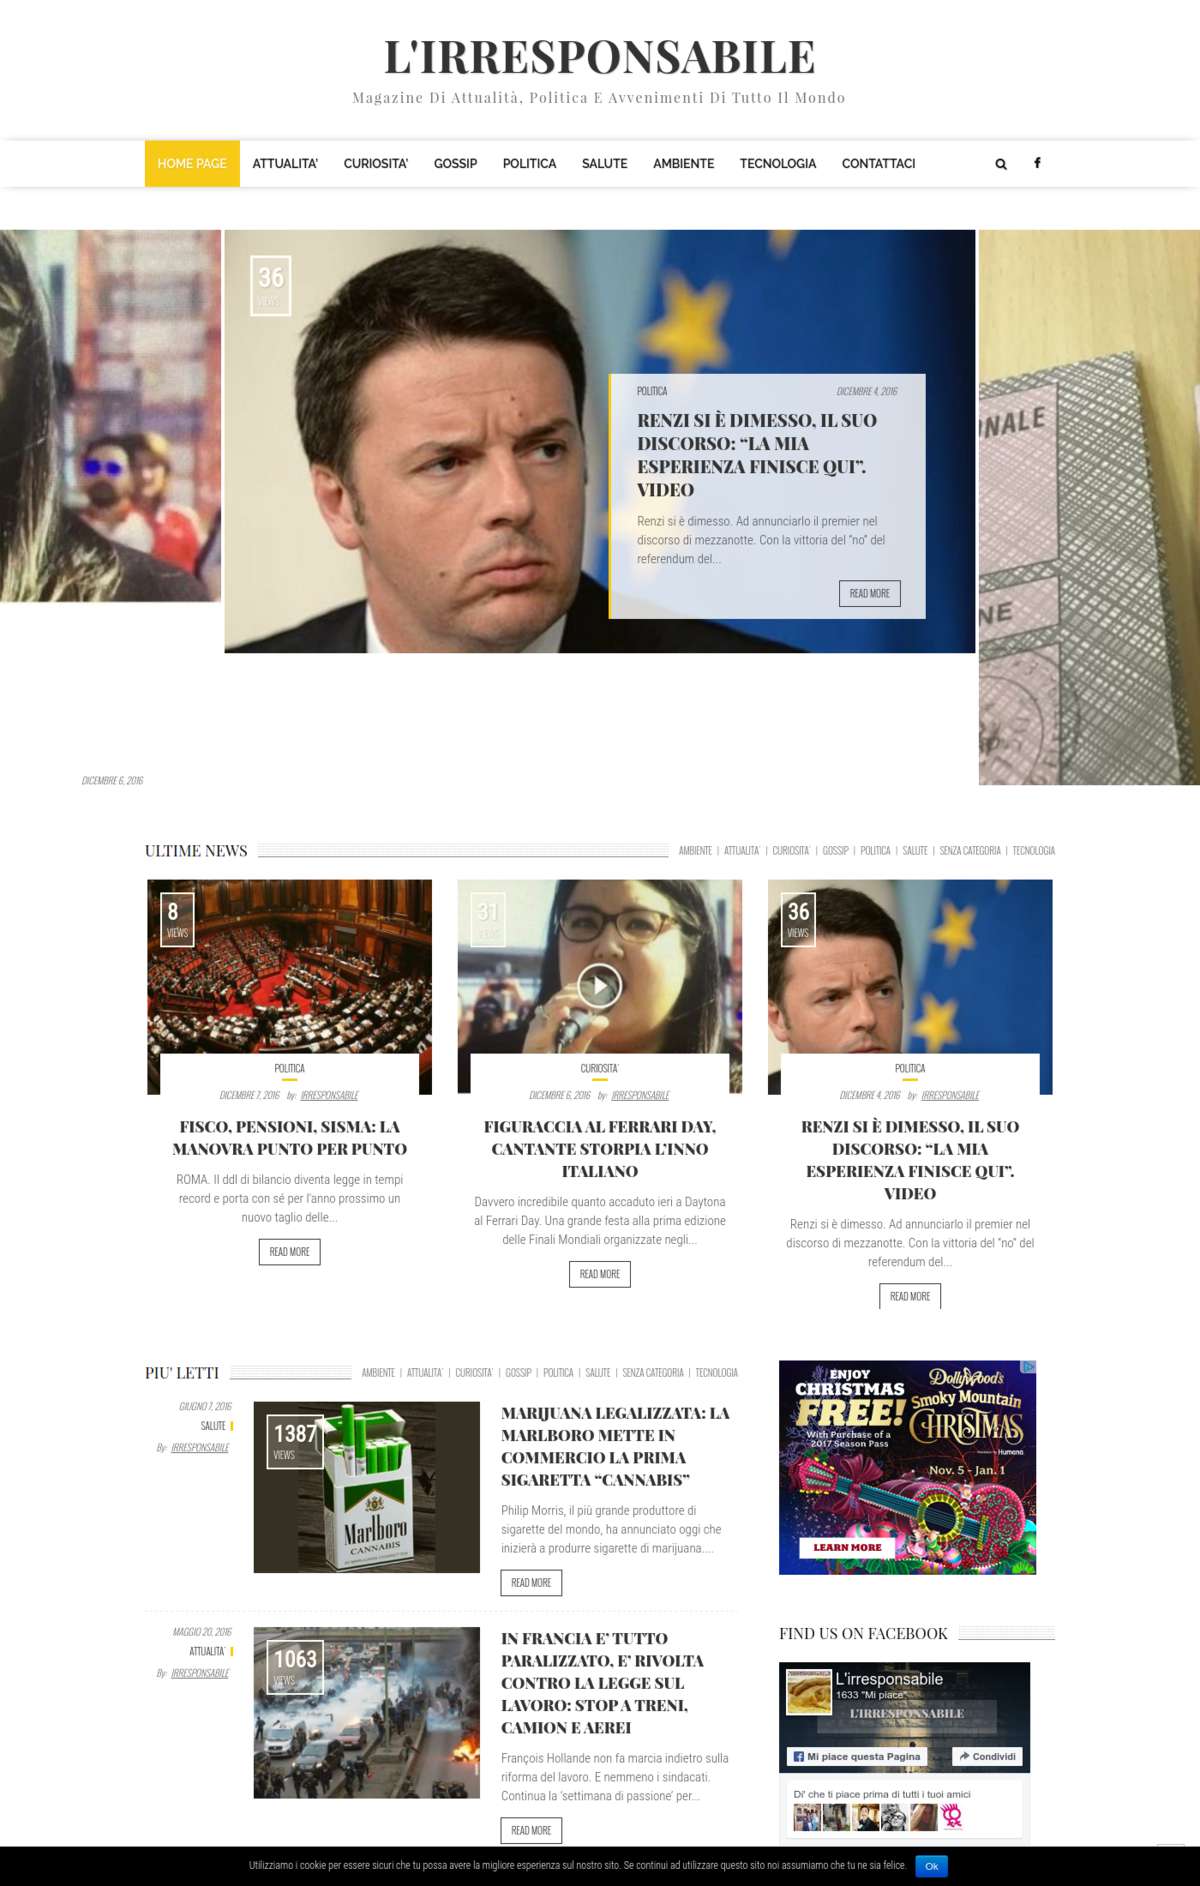 L'IRRESPONSABILE
Magazine Di Attualità, Politica E Avvenimenti Di Tutto Il Mondo
HOME PAGE ATTUALITA' CURIOSITA' GOSSIP POLITICA SALUTE AMBIENTE TECNOLOGIA CONTATTACI
36
VIEWS
POLITICA DICEMBRE 4, 2016
RENZI SI È DIMESSO, IL SUO
DISCORSO: “LA MIA
ESPERIENZA FINISCE QUI”.
VIDEO
Renzi si è dimesso. Ad annunciarlo il premier nel
discorso di mezzanotte. Con la vittoria del “no” del
referendum del...
READ MORE
NALE
NE
DICEMBRE 6, 2016
ULTIME NEWS
AMBIENTE | ATTUALITA' | CURIOSITA' | GOSSIP | POLITICA | SALUTE | SENZA CATEGORIA | TECNOLOGIA
8
VIEWS
POLITICA
DICEMBRE 7, 2016 by: IRRESPONSABILE
FISCO, PENSIONI, SISMA: LA
MANOVRA PUNTO PER PUNTO
ROMA. Il ddl di bilancio diventa legge in tempi
record e porta con sé per l'anno prossimo un
nuovo taglio delle...
READ MORE
31
VIEWS
CURIOSITA'
DICEMBRE 6, 2016 by: IRRESPONSABILE
FIGURACCIA AL FERRARI DAY,
CANTANTE STORPIA L'INNO
ITALIANO
Davvero incredibile quanto accaduto ieri a Daytona
al Ferrari Day. Una grande festa alla prima edizione
delle Finali Mondiali organizzate negli...
READ MORE
36
VIEWS
POLITICA
DICEMBRE 4, 2016 by: IRRESPONSABILE
RENZI SI È DIMESSO, IL SUO
DISCORSO: “LA MIA
ESPERIENZA FINISCE QUI”.
VIDEO
Renzi si è dimesso. Ad annunciarlo il premier nel
discorso di mezzanotte. Con la vittoria del “no” del
referendum del...
READ MORE
PIU' LETTI
AMBIENTE | ATTUALITA' | CURIOSITA' | GOSSIP | POLITICA | SALUTE | SENZA CATEGORIA | TECNOLOGIA
GIUGNO 7, 2016
SALUTE
By: IRRESPONSABILE
1387
VIEWS
Marlboro
CANNABIS
MARIJUANA LEGALIZZATA: LA
MARLBORO METTE IN
COMMERCIO LA PRIMA
SIGARETTA “CANNABIS”
Philip Morris, il più grande produttore di
sigarette del mondo, ha annunciato oggi che
inizierà a produrre sigarette di marijuana....
READ MORE
MAGGIO 20, 2016
ATTUALITA'
By: IRRESPONSABILE
1063
VIEWS
IN FRANCIA E' TUTTO
PARALIZZATO, E' RIVOLTA
CONTRO LA LEGGE SUL
LAVORO: STOP A TRENI,
CAMION E AEREI
François Hollande non fa marcia indietro sulla
riforma del lavoro. E nemmeno i sindacati.
Continua la 'settimana di passione' per...
READ MORE
ENJOY
CHRISTMAS
FREE!
With Purchase of a
2017 Season Pass
Dollywood's
Smoky Mountain
CHRISTMAS
Presented by Humana
Nov. 5 - Jan. 1
LEARN MORE
FIND US ON FACEBOOK
L'irresponsabile
1633 "Mi piace"
L'IRRESPONSABILE
Mi piace questa Pagina
Condividi
Di' che ti piace prima di tutti i tuoi amici
Utilizziamo i cookie per essere sicuri che tu possa avere la migliore esperienza sul nostro sito. Se continui ad utilizzare questo sito noi assumiamo che tu ne sia felice. Ok